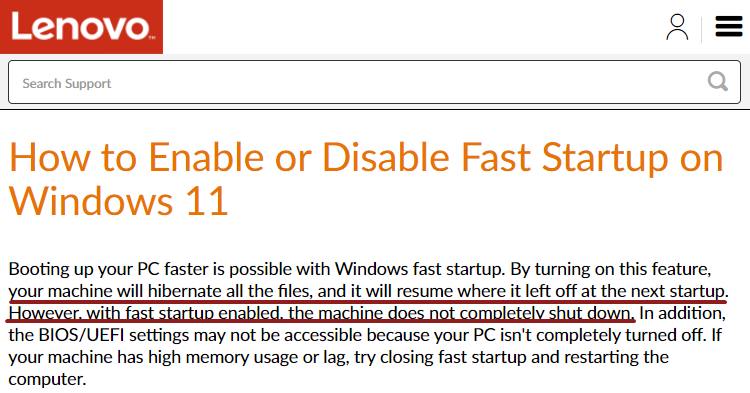 Lenovo™
Search Support
How to Enable or Disable Fast Startup on
Windows 11
Booting up your PC faster is possible with Windows fast startup. By turning on this feature,
your machine will hibernate all the files, and it will resume where it left off at the next startup.
However, with fast startup enabled, the machine does not completely shut down. In addition,
the BIOS/UEFI settings may not be accessible because your PC isn't completely turned off. If
your machine has high memory usage or lag, try closing fast startup and restarting the
computer.